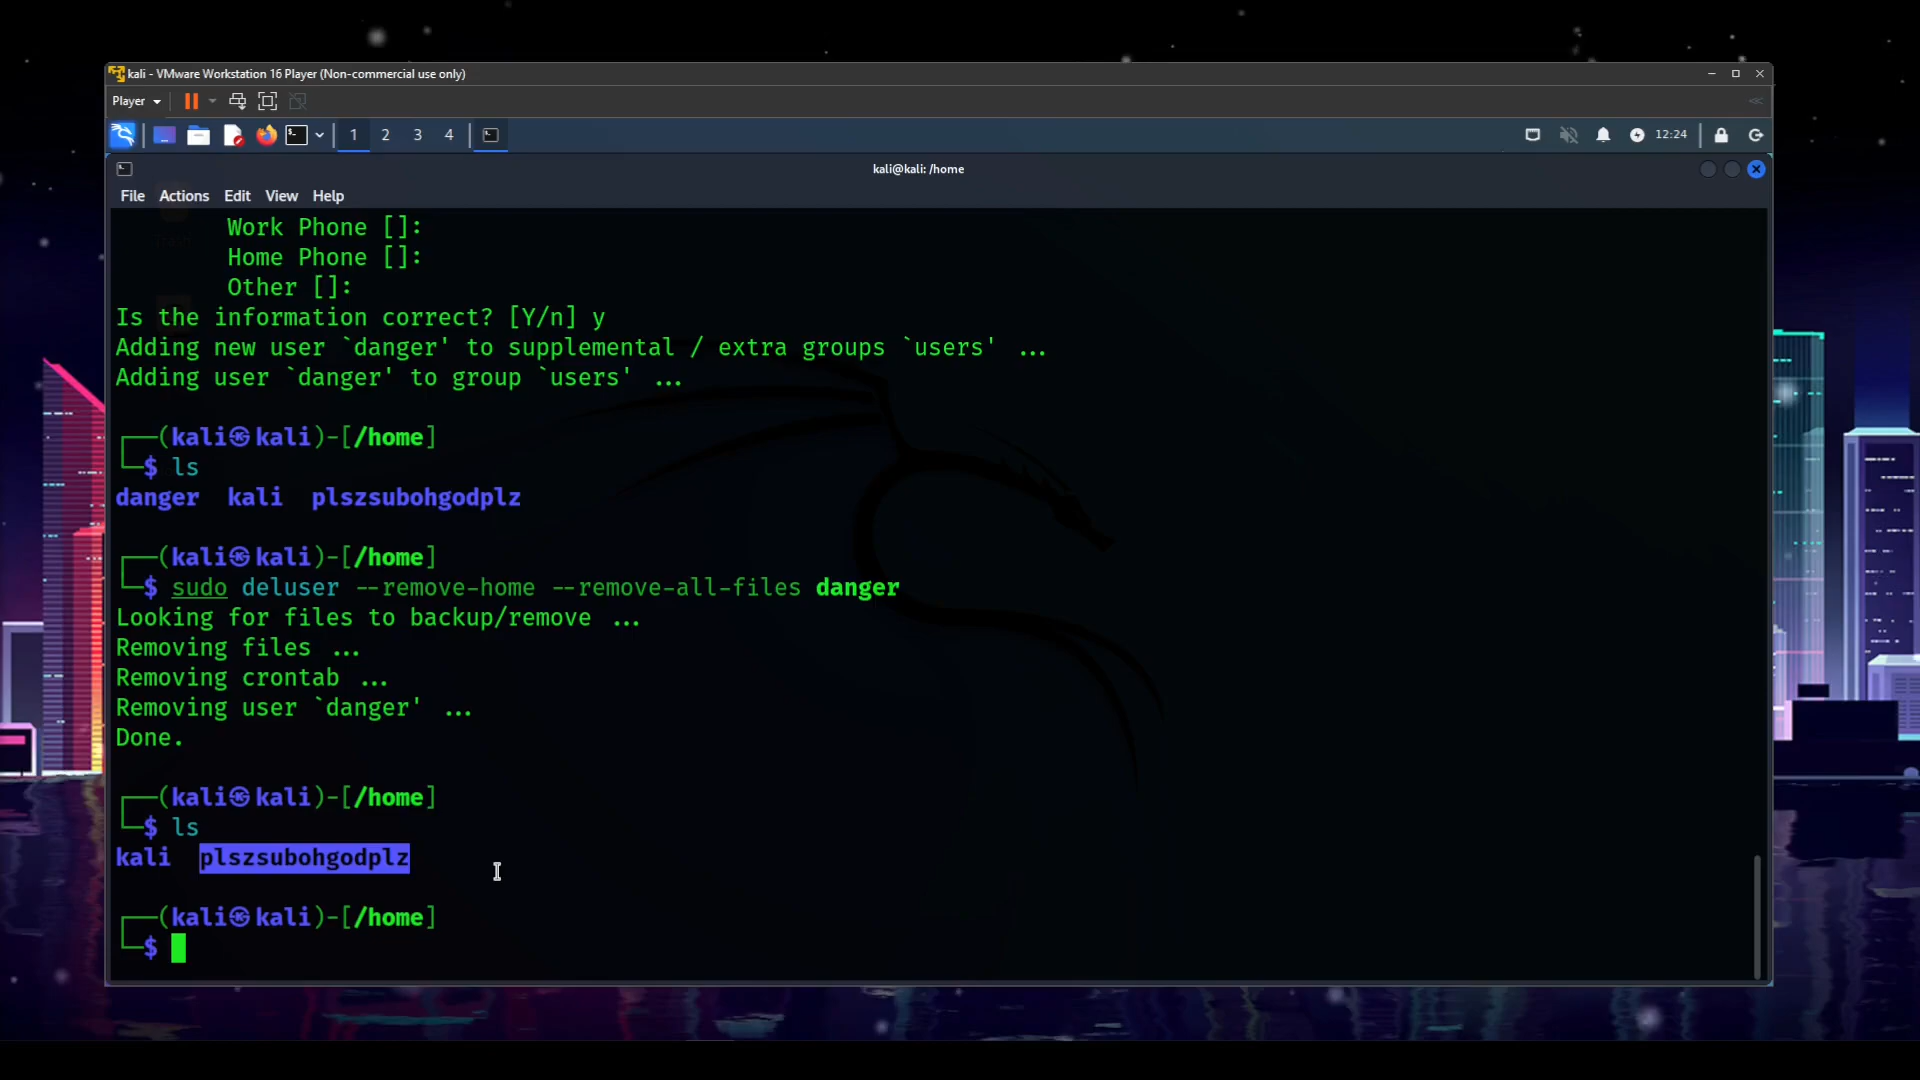 kali - VMware Workstation 16 Player (Non-commercial use only)
Player
1 2 3 4
12:24
kali@kali: /home
File Actions Edit View Help
Work Phone []:
Home Phone []:
Other []:
Is the information correct? [Y/n] y
Adding new user `danger' to supplemental / extra groups `users' ...
Adding user `danger' to group `users' ...
┌──(kali㉿kali)-[/home]
└─$ ls
danger kali plszsubohgodplz
┌──(kali㉿kali)-[/home]
└─$ sudo deluser --remove-home --remove-all-files danger
Looking for files to backup/remove ...
Removing files ...
Removing crontab ...
Removing user `danger' ...
Done.
┌──(kali㉿kali)-[/home]
└─$ ls
kali plszsubohgodplz
┌──(kali㉿kali)-[/home]
└─$